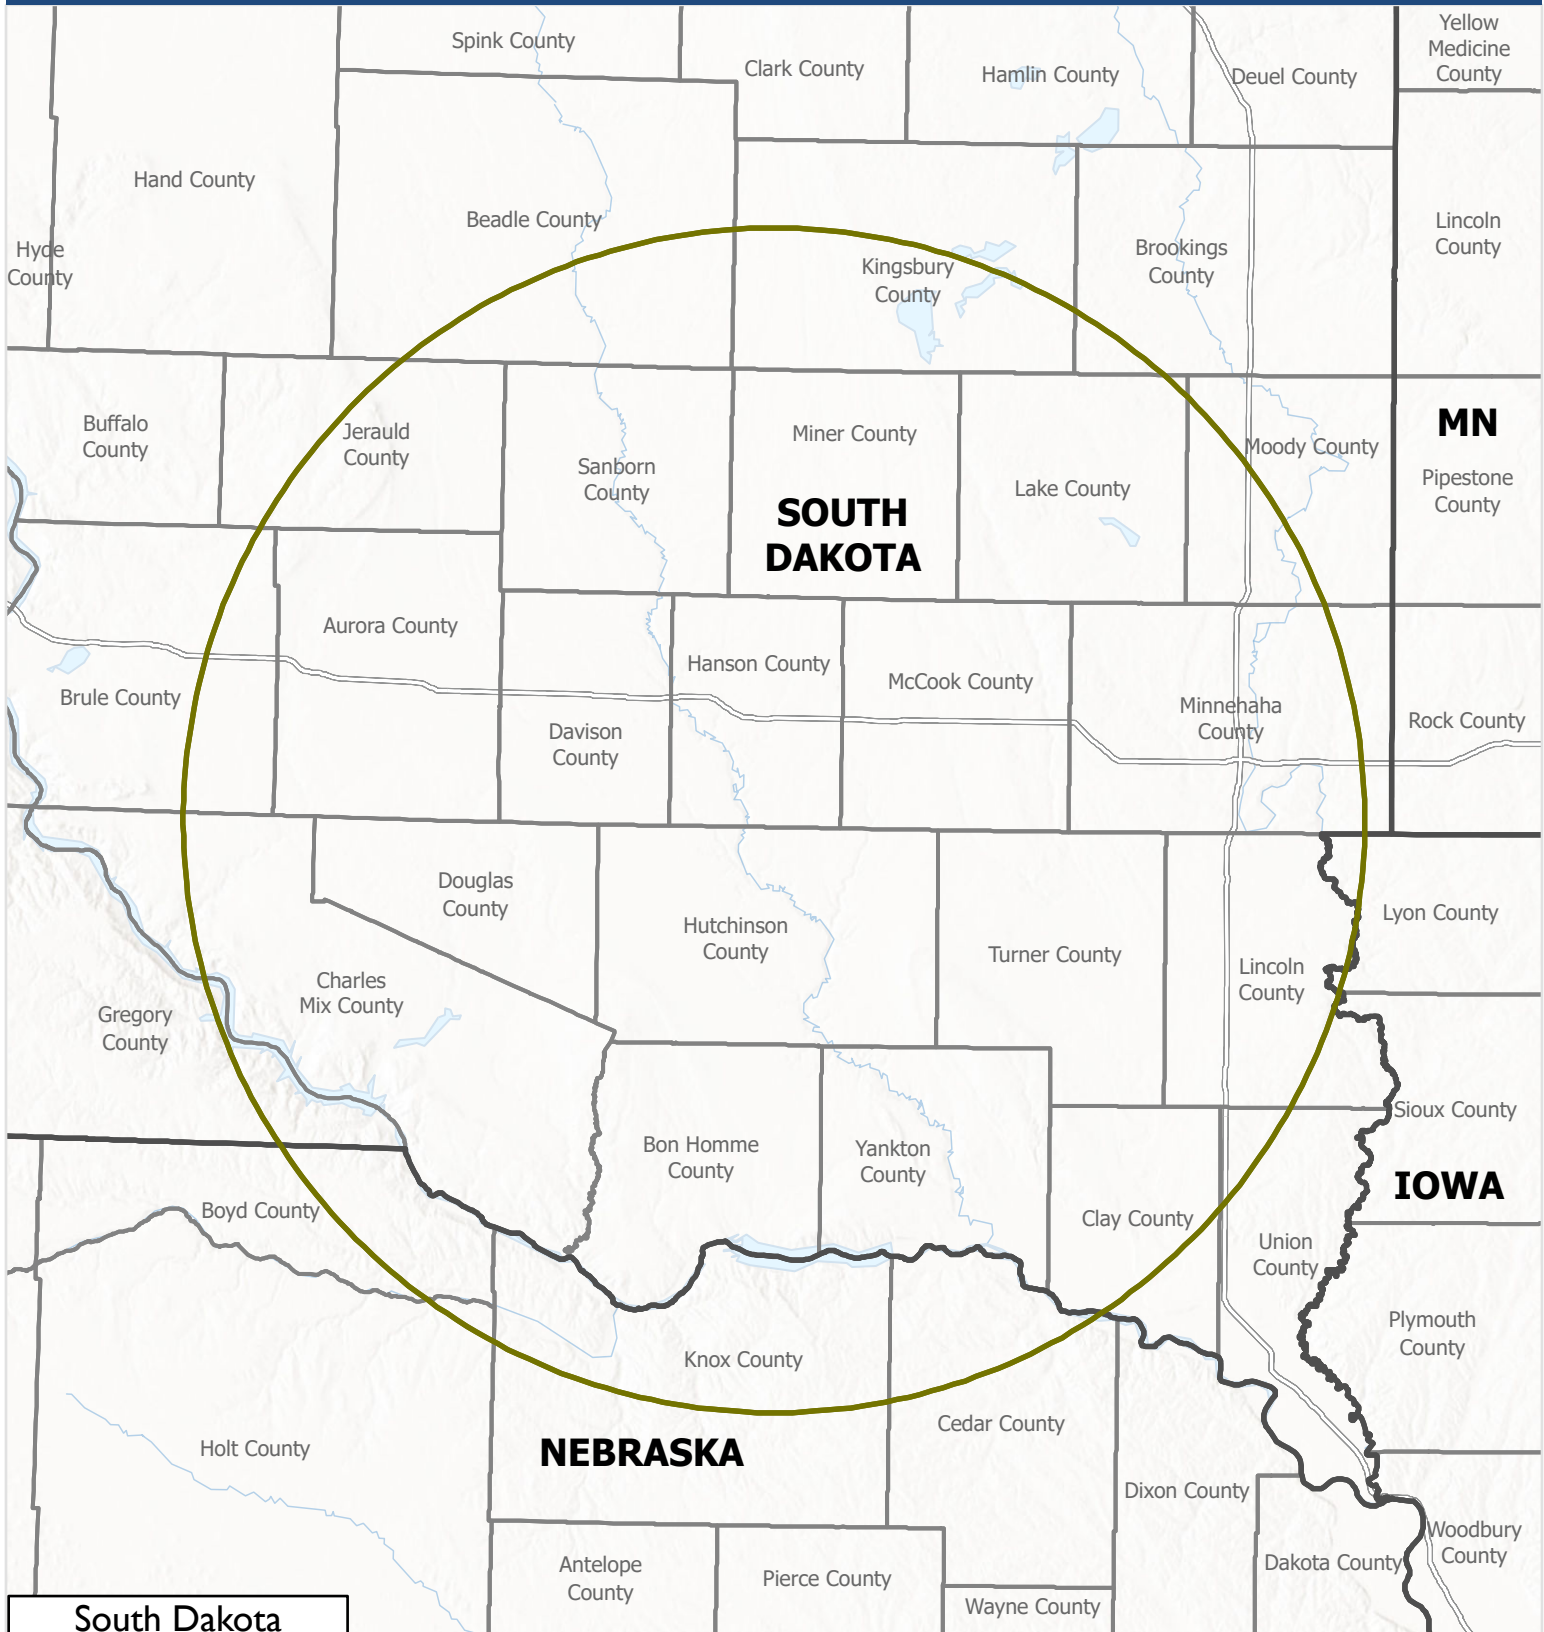 Spink County
Clark County
Hamlin County
Deuel County
Yellow
Medicine
County
Hand County
Beadle County
Hyde
County
Kingsbury
County
Brookings
County
Lincoln
County
Buffalo
County
Jerauld
County
Sanborn
County
Miner County
Lake County
Moody County
MN
Pipestone
County
SOUTH
DAKOTA
Aurora County
Brule County
Davison
County
Hanson County
McCook County
Minnehaha
County
Rock County
Douglas
County
Hutchinson
County
Turner County
Lincoln
County
Lyon County
Charles
Mix County
Gregory
County
Bon Homme
County
Yankton
County
Sioux County
IOWA
Boyd County
Clay County
Union
County
Plymouth
County
Knox County
Cedar County
Holt County
NEBRASKA
Dixon County
Antelope
County
Pierce County
Wayne County
Dakota County
Woodbury
County
South Dakota